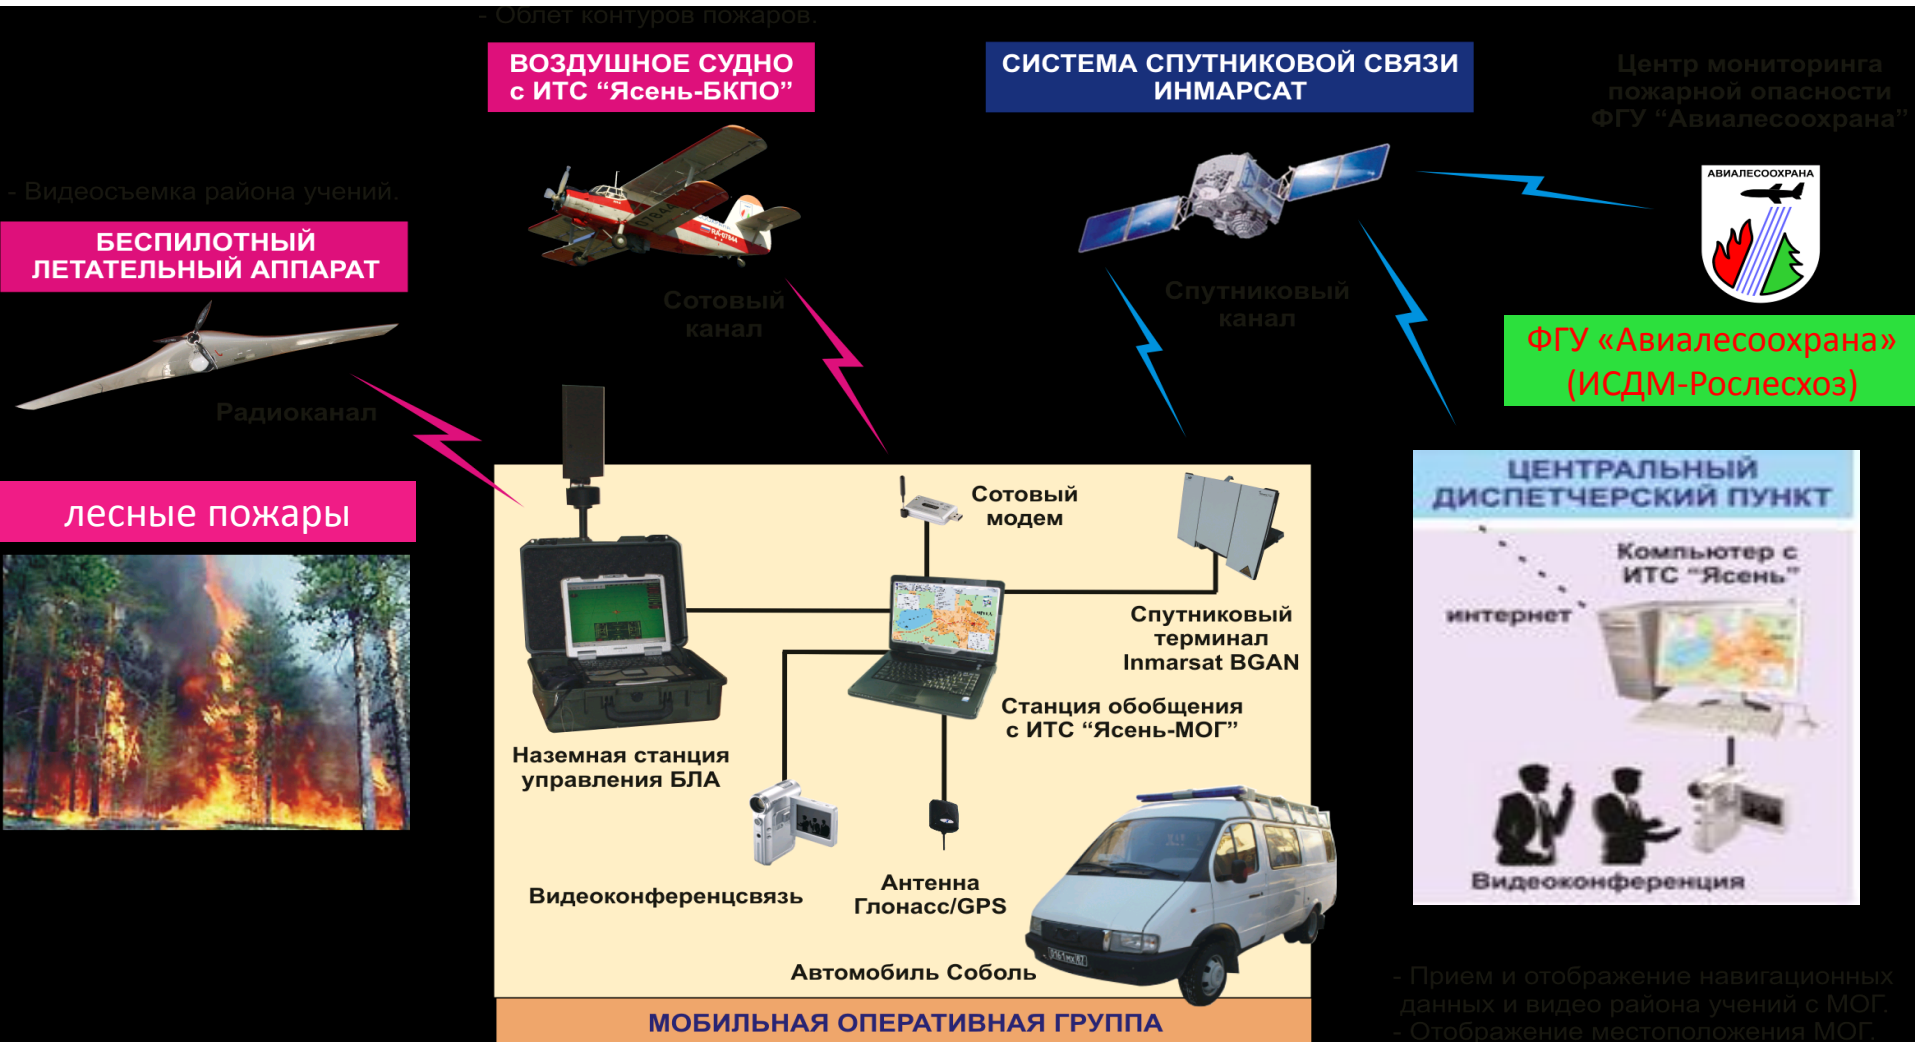 - Облет контуров пожаров.
ВОЗДУШНОЕ СУДНО
с ИТС “Ясень-БКПО”
СИСТЕМА СПУТНИКОВОЙ СВЯЗИ
ИНМАРСАТ
Центр мониторинга
пожарной опасности
ФГУ “Авиалесоохрана”
АВИАЛЕСООХРАНА
- Видеосъемка района учений.
БЕСПИЛОТНЫЙ
ЛЕТАТЕЛЬНЫЙ АППАРАТ
Сотовый
канал
Спутниковый
канал
ФГУ «Авиалесоохрана»
(ИСДМ-Рослесхоз)
Радиоканал
лесные пожары
Сотовый
модем
Спутниковый
терминал
Inmarsat BGAN
Станция обобщения
с ИТС “Ясень-МОГ”
Наземная станция
управления БЛА
Видеоконференцсвязь
Антенна
Глонасс/GPS
Автомобиль Соболь
МОБИЛЬНАЯ ОПЕРАТИВНАЯ ГРУППА
ЦЕНТРАЛЬНЫЙ
ДИСПЕТЧЕРСКИЙ ПУНКТ
Компьютер с
ИТС “Ясень”
интернет
Видеоконференция
- Прием и отображение навигационных
данных и видео района учений с МОГ.
- Отображение местоположения МОГ.